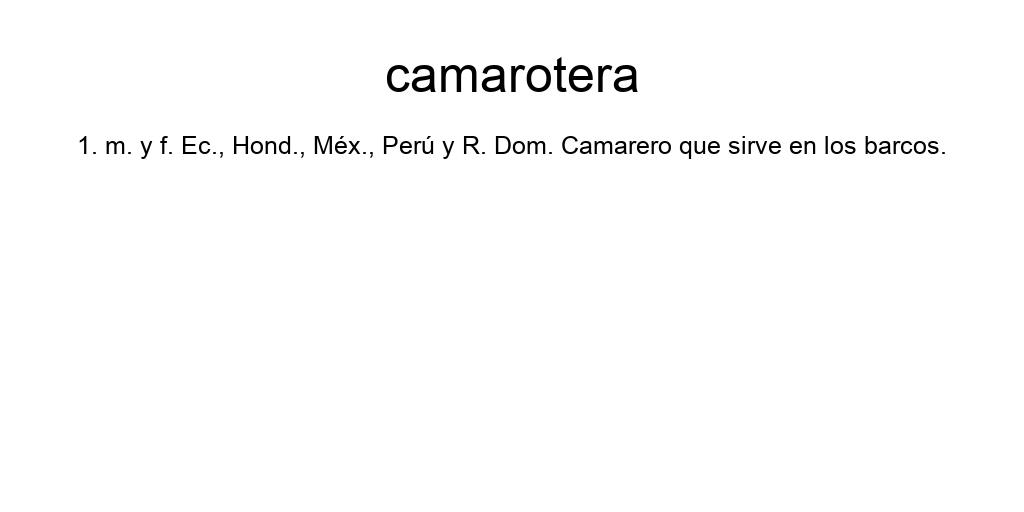 camarotera
1. m. y f. Ec., Hond., Méx., Perú y R. Dom. Camarero que sirve en los barcos.